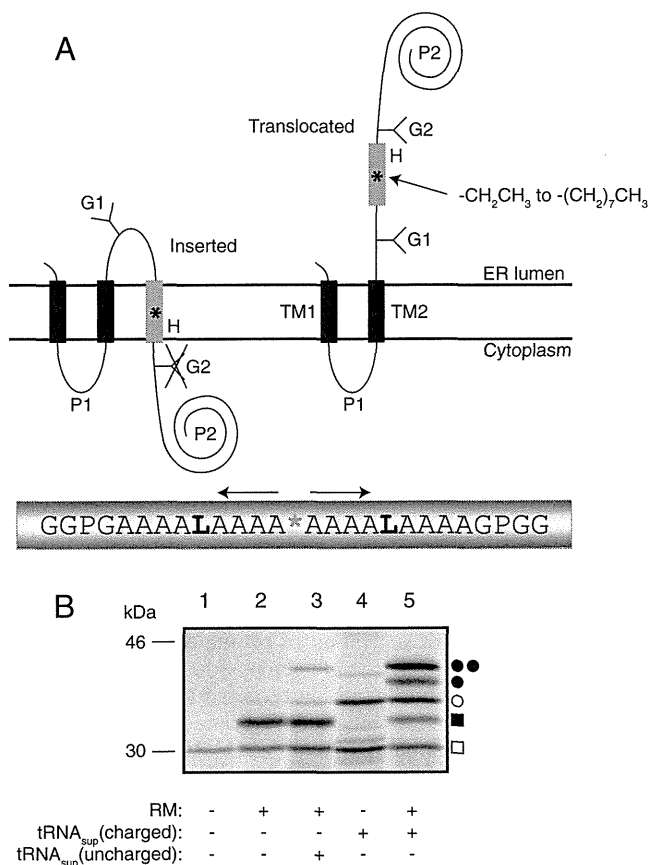 A
P2
Translocated
G2
H
*
-CH2CH3 to -(CH2)7CH3
G1
Inserted
G1
ER lumen
*
H
TM1
TM2
Cytoplasm
G2
P1
P1
P2
GGPGAAAALAAAA*AAAALAAAAGPGG
B
kDa
1 2 3 4 5
46
30
RM: - + + - +
tRNAsup(charged): - - - + +
tRNAsup(uncharged): - - + - -